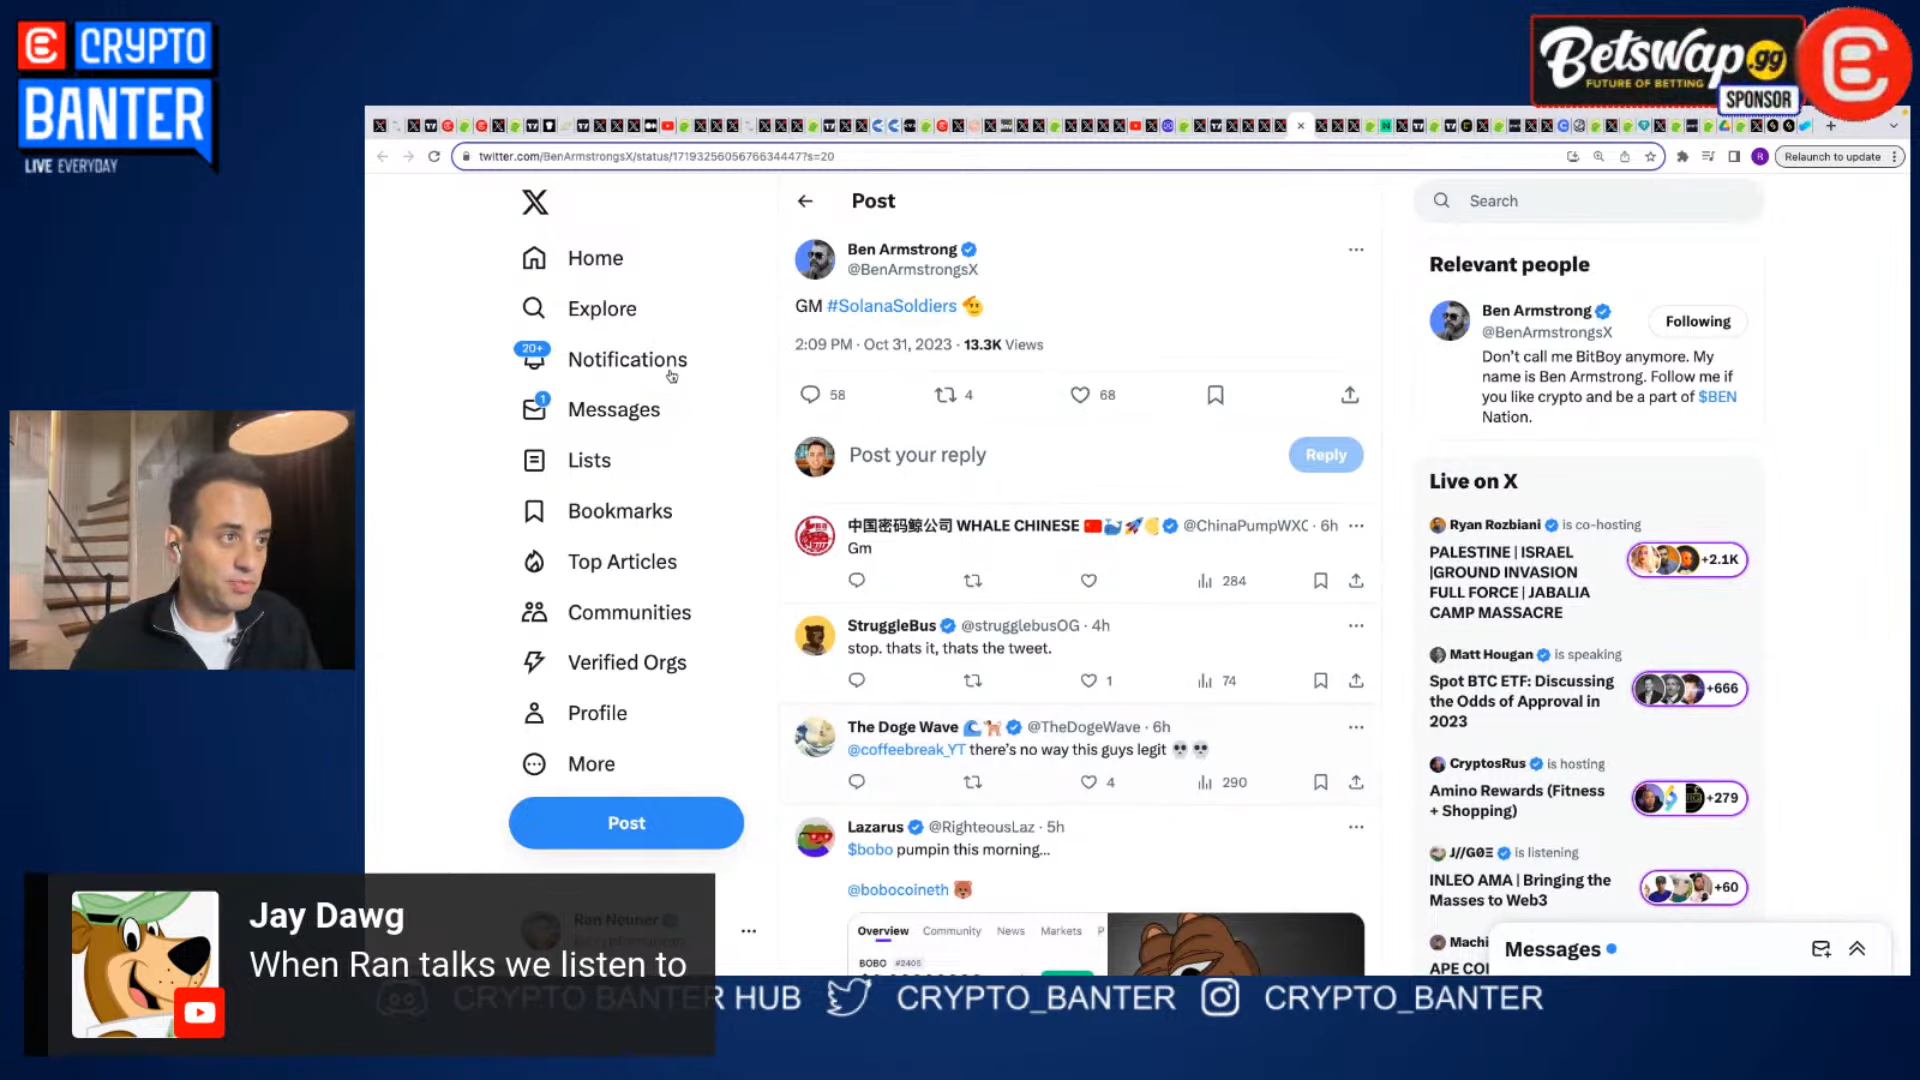 CRYPTO
BANTER
LIVE EVERYDAY
Betswap.gg
FUTURE OF BETTING
SPONSOR
twitter.com/BenArmstrongsX/status/1719325605676634447?s=20
Relaunch to update
Home
Explore
20+
Notifications
1
Messages
Lists
Bookmarks
Top Articles
Communities
Verified Orgs
Profile
More
Post
Ran Neuner
Post
Ben Armstrong
@BenArmstrongsX
GM #SolanaSoldiers 🫡
2:09 PM · Oct 31, 2023 · 13.3K Views
58
4
68
Post your reply
Reply
中国密码鲸公司 WHALE CHINESE 🇨🇳🐳🚀 @ChinaPumpWXC · 6h
Gm
284
StruggleBus @strugglebusOG · 4h
stop. thats it, thats the tweet.
1
74
The Doge Wave 🌊🐕 @TheDogeWave · 6h
@coffeebreak_YT there's no way this guys legit 💀💀
4
290
Lazarus @RighteousLaz · 5h
$bobo pumpin this morning...
@bobocoineth 🐻
Overview
Community
News
Markets
P
BOBO #2405
Search
Relevant people
Ben Armstrong
@BenArmstrongsX
Following
Don't call me BitBoy anymore. My
name is Ben Armstrong. Follow me if
you like crypto and be a part of $BEN
Nation.
Live on X
Ryan Rozbiani is co-hosting
PALESTINE | ISRAEL
|GROUND INVASION
FULL FORCE | JABALIA
CAMP MASSACRE
+2.1K
Matt Hougan is speaking
Spot BTC ETF: Discussing
the Odds of Approval in
2023
+666
CryptosRus is hosting
Amino Rewards (Fitness
+ Shopping)
+279
J//GØΞ is listening
INLEO AMA | Bringing the
Masses to Web3
+60
Machi
APE CO
Messages
Jay Dawg
When Ran talks we listen to
CRYPTO BANTER HUB
CRYPTO_BANTER
CRYPTO_BANTER